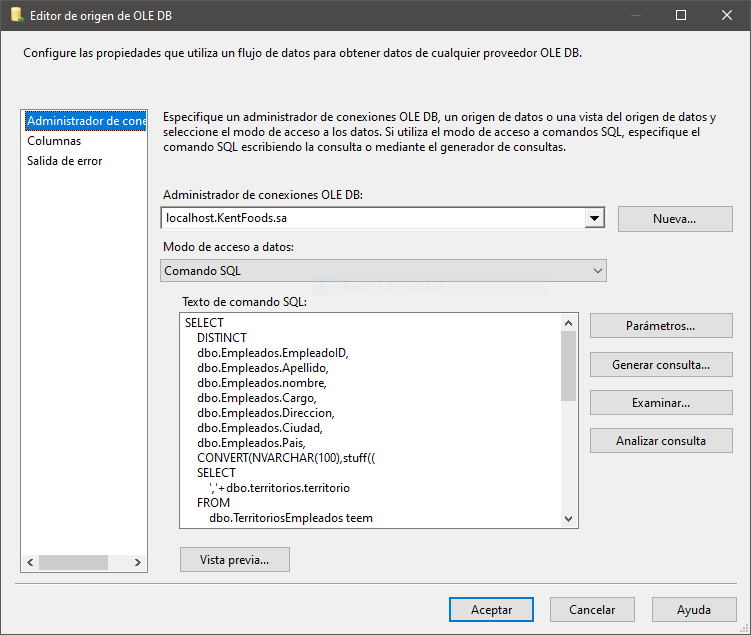 Editor de origen de OLE DB
Configure las propiedades que utiliza un flujo de datos para obtener datos de cualquier proveedor OLE DB.
Administrador de cone
Columnas
Salida de error
Especifique un administrador de conexiones OLE DB, un origen de datos o una vista del origen de datos y
seleccione el modo de acceso a los datos. Si utiliza el modo de acceso a comandos SQL, especifique el
comando SQL escribiendo la consulta o mediante el generador de consultas.
Administrador de conexiones OLE DB:
localhost.KentFoods.sa
Nueva...
Modo de acceso a datos:
Comando SQL
Texto de comando SQL:
SELECT
DISTINCT
dbo.Empleados.EmpleadoID,
dbo.Empleados.Apellido,
dbo.Empleados.nombre,
dbo.Empleados.Cargo,
dbo.Empleados.Direccion,
dbo.Empleados.Ciudad,
dbo.Empleados.Pais,
CONVERT(NVARCHAR(100),stuff((
SELECT
','+dbo.territorios.territorio
FROM
dbo.TerritoriosEmpleados teem
Parámetros...
Generar consulta...
Examinar...
Analizar consulta
Vista previa...
Aceptar
Cancelar
Ayuda